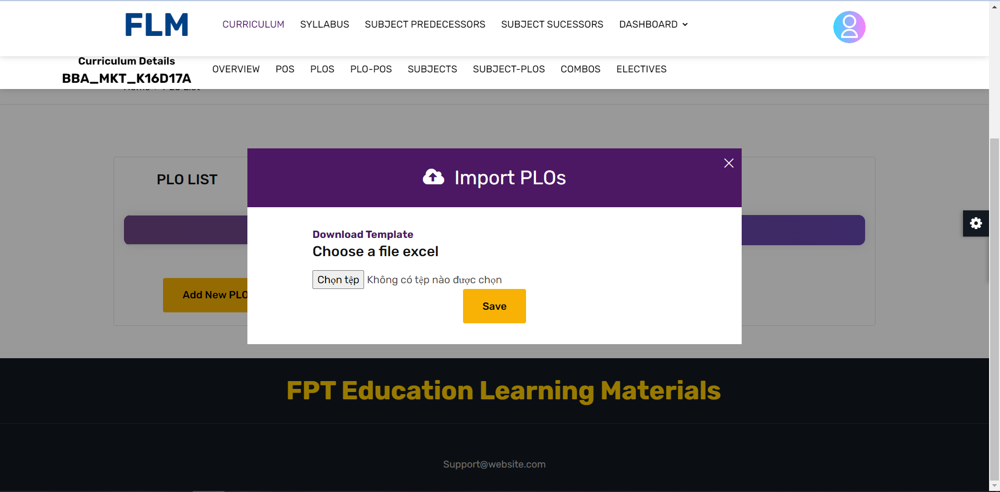 FLM
CURRICULUM SYLLABUS SUBJECT PREDECESSORS SUBJECT SUCESSORS DASHBOARD
Curriculum Details
BBA_MKT_K16D17A
OVERVIEW POS PLOS PLO-POS SUBJECTS SUBJECT-PLOS COMBOS ELECTIVES
PLO List
PLO LIST
Import PLOs
Download Template
Choose a file excel
Chọn tệp Không có tệp nào được chọn
Add New PLO
Save
FPT Education Learning Materials
Support@website.com